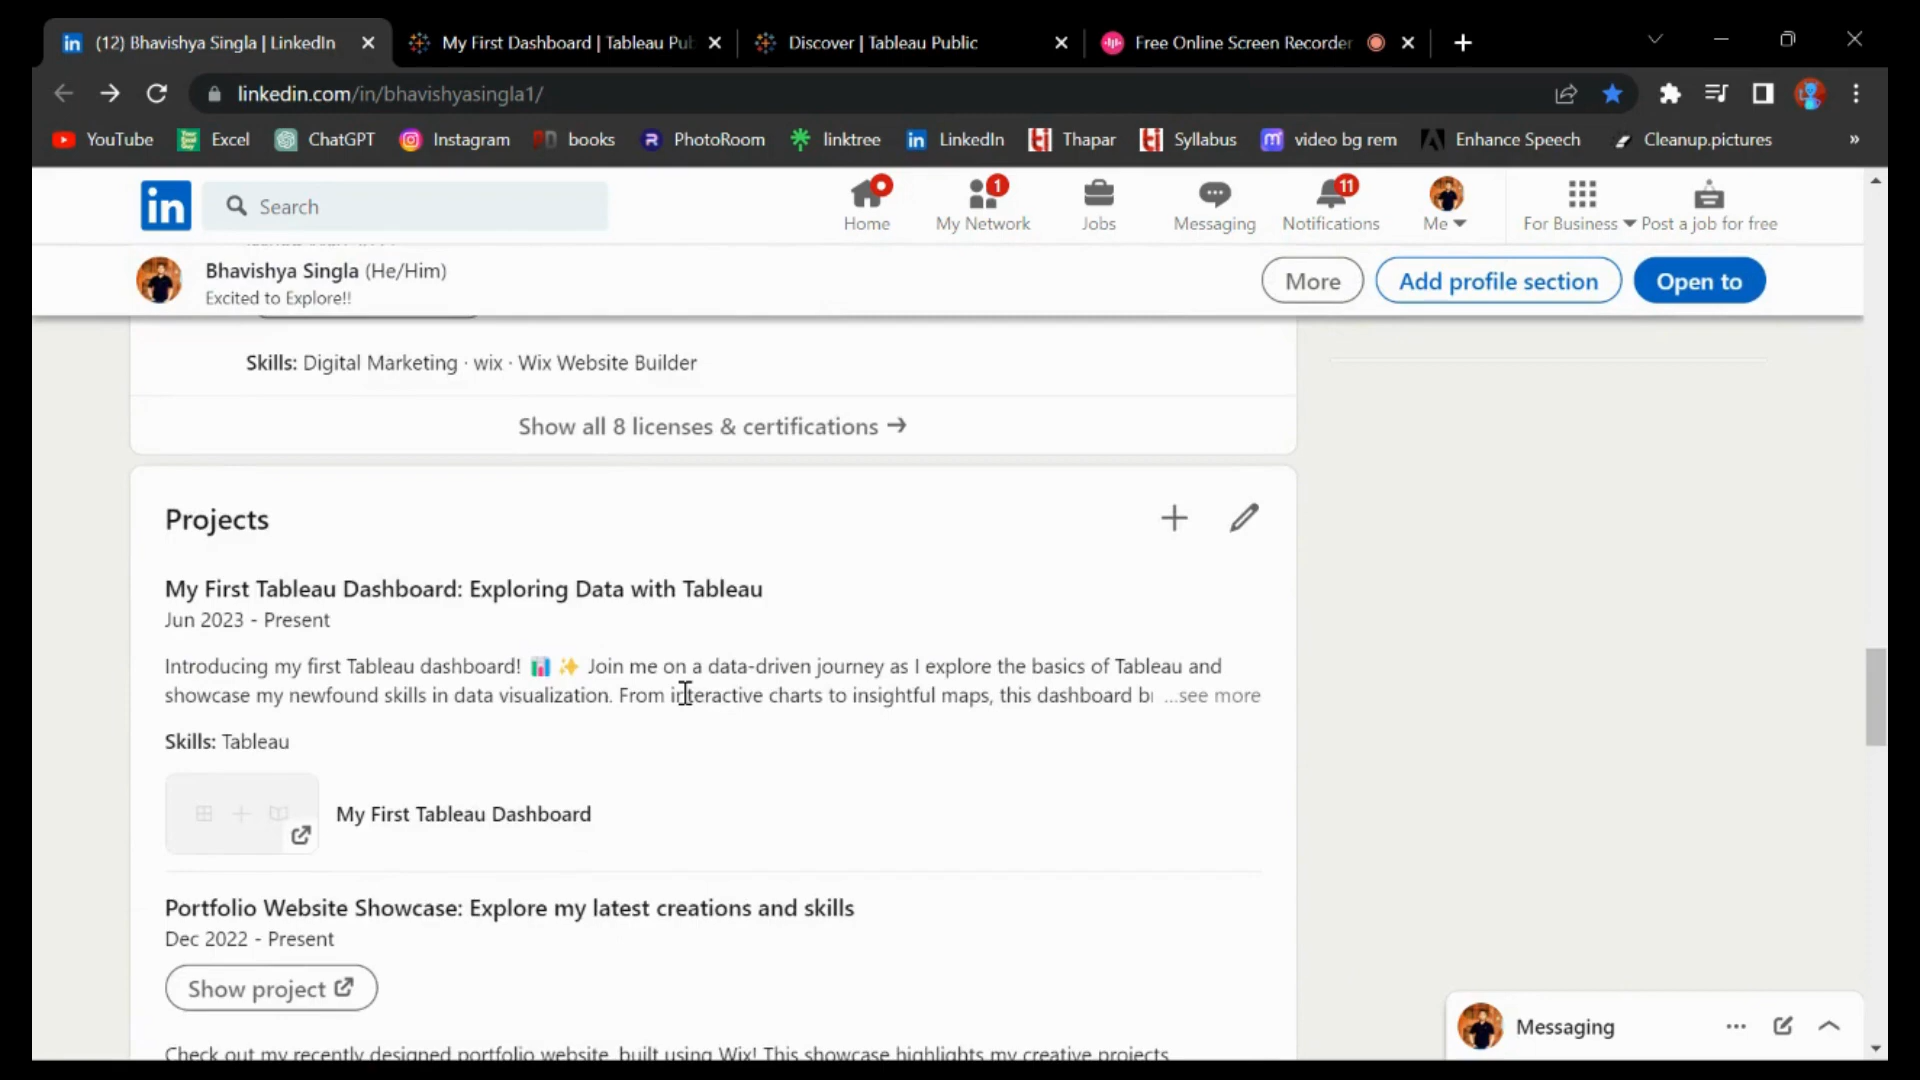 (12) Bhavishya Singla | LinkedIn
My First Dashboard | Tableau Pub
Discover | Tableau Public
Free Online Screen Recorder
linkedin.com/in/bhavishyasingla1/
YouTube
Excel
ChatGPT
Instagram
books
PhotoRoom
linktree
LinkedIn
Thapar
Syllabus
video bg rem
Enhance Speech
Cleanup.pictures
»
in
Search
Home
1
My Network
Jobs
Messaging
11
Notifications
Me
For Business
Post a job for free
Bhavishya Singla (He/Him)
Excited to Explore!!
More
Add profile section
Open to
Skills: Digital Marketing · wix · Wix Website Builder
Show all 8 licenses & certifications →
Projects
My First Tableau Dashboard: Exploring Data with Tableau
Jun 2023 - Present
Introducing my first Tableau dashboard! 📊 ✨ Join me on a data-driven journey as I explore the basics of Tableau and
showcase my newfound skills in data visualization. From interactive charts to insightful maps, this dashboard br ...see more
Skills: Tableau
My First Tableau Dashboard
Portfolio Website Showcase: Explore my latest creations and skills
Dec 2022 - Present
Show project
Check out my recently designed portfolio website, built using Wix! This showcase highlights my creative projects,
Messaging